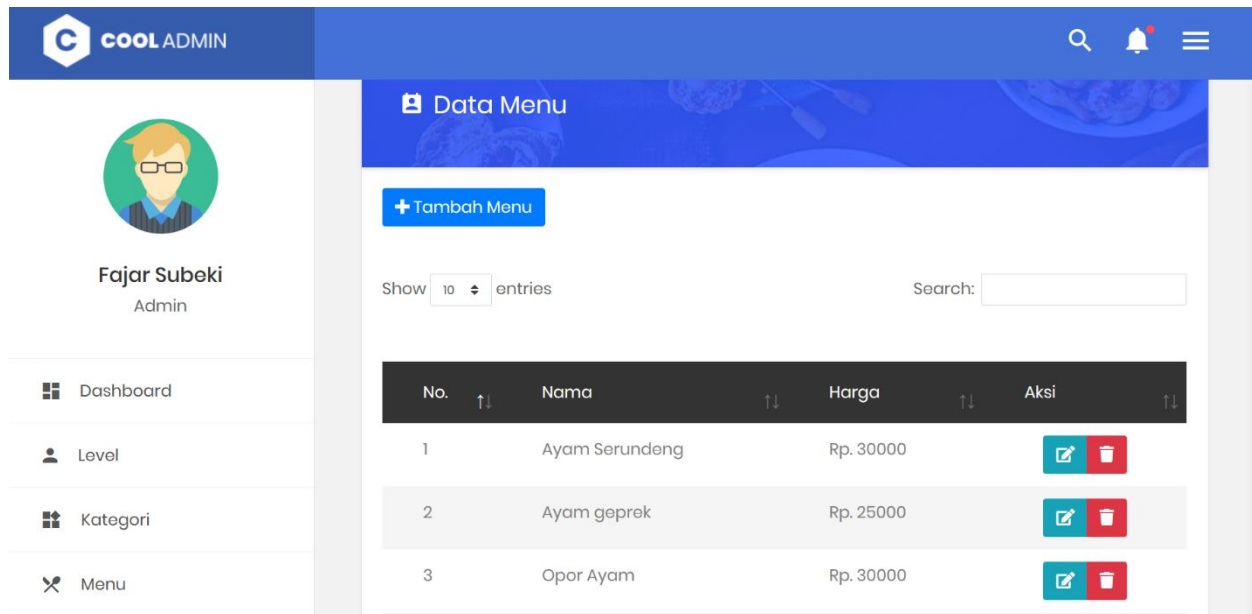 C COOL ADMIN
Fajar Subeki
Admin
Dashboard
Level
Kategori
Menu
Data Menu
Tambah Menu
Show 10 entries Search:
No. Nama Harga Aksi
1 Ayam Serundeng Rp. 30000
2 Ayam geprek Rp. 25000
3 Opor Ayam Rp. 30000